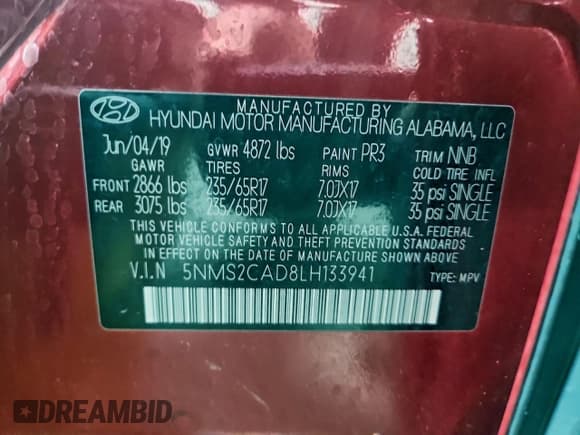 MANUFACTURED BY
HYUNDAI MOTOR MANUFACTURING ALABAMA, LLC
Jun/04/19 GVWR 4872 lbs PAINT PR3 TRIM NNB
GAWR TIRES RIMS COLD TIRE INFL
FRONT 2866 lbs 235/65R17 7.0JX17 35 psi SINGLE
REAR 3075 lbs 235/65R17 7.0JX17 35 psi SINGLE
THIS VEHICLE CONFORMS TO ALL APPLICABLE U.S.A. FEDERAL
MOTOR VEHICLE SAFETY, BUMPER, AND THEFT PREVENTION STANDARDS
IN EFFECT ON THE DATE OF MANUFACTURE SHOWN ABOVE.
V.I.N 5NMS2CAD8LH133941 TYPE: MPV
DREAMBID